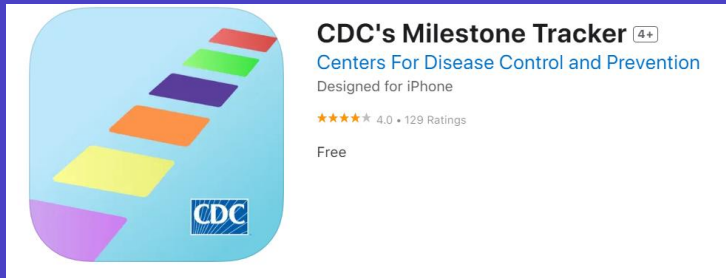 CDC's Milestone Tracker 4+
Centers For Disease Control and Prevention
Designed for iPhone
★★★★★ 4.0 • 129 Ratings
Free
CDC